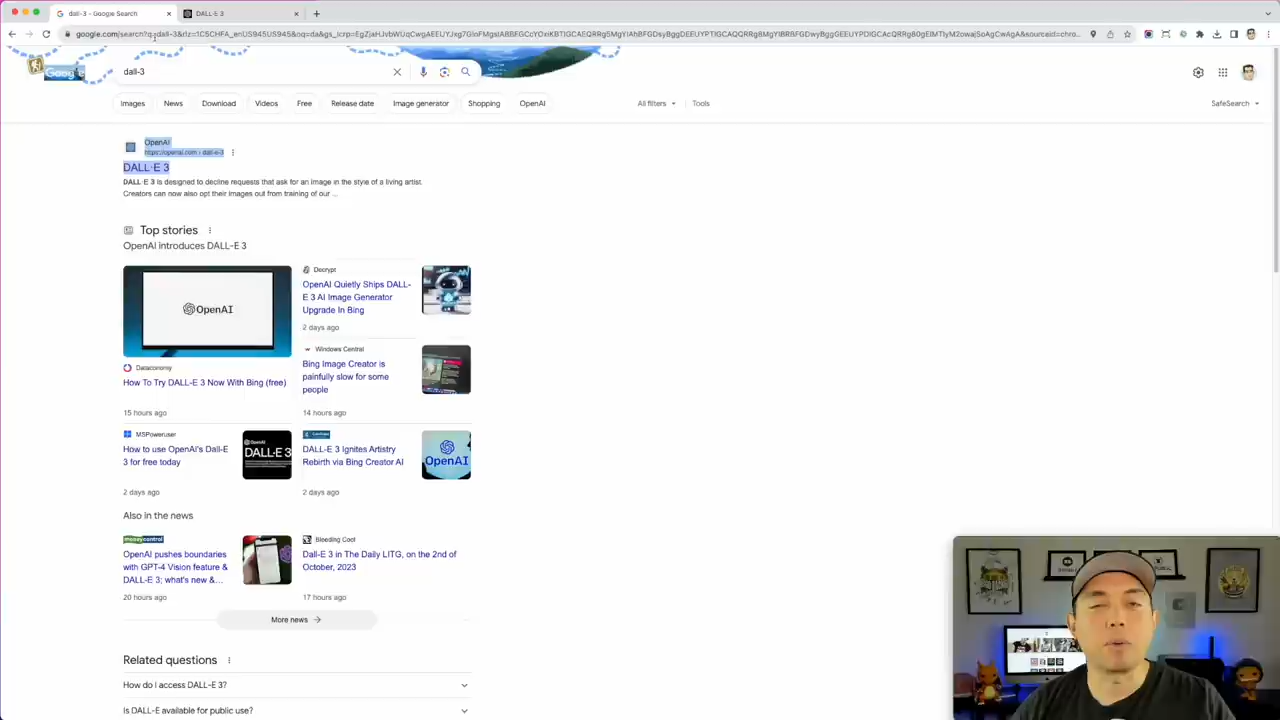 dall-3 - Google Search
DALL·E 3
dall-3
Images
News
Download
Videos
Free
Release date
Image generator
Shopping
OpenAI
All filters
Tools
SafeSearch
OpenAI
https://openai.com › dall-e-3
DALL·E 3
DALL·E 3 is designed to decline requests that ask for an image in the style of a living artist.
Creators can now also opt their images out from training of our ...
Top stories
OpenAI introduces DALL-E 3
OpenAI
Dataconomy
How To Try DALL-E 3 Now With Bing (free)
15 hours ago
Decrypt
OpenAI Quietly Ships DALL-
E 3 AI Image Generator
Upgrade In Bing
2 days ago
Windows Central
Bing Image Creator is
painfully slow for some
people
14 hours ago
MSPoweruser
How to use OpenAI's Dall-E
3 for free today
OpenAI
DALL·E 3
2 days ago
DALL-E 3 Ignites Artistry
Rebirth via Bing Creator AI
OpenAI
2 days ago
Also in the news
moneycontrol
OpenAI pushes boundaries
with GPT-4 Vision feature &
DALL-E 3; what's new &...
20 hours ago
Bleeding Cool
Dall-E 3 in The Daily LITG, on the 2nd of
October, 2023
17 hours ago
More news
Related questions
How do I access DALL-E 3?
Is DALL-E available for public use?